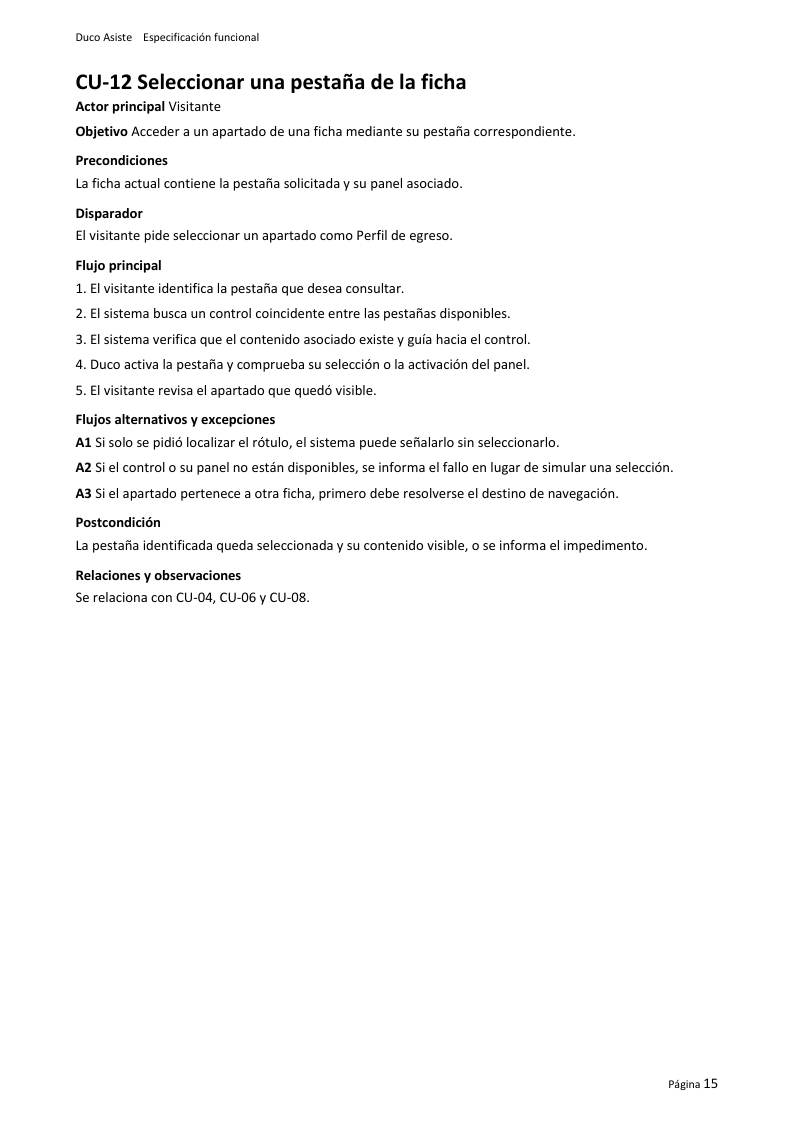 Duco Asiste   Especificación funcional
CU-12 Seleccionar una pestaña de la ficha
Actor principal Visitante
Objetivo Acceder a un apartado de una ficha mediante su pestaña correspondiente.
Precondiciones
La ficha actual contiene la pestaña solicitada y su panel asociado.
Disparador
El visitante pide seleccionar un apartado como Perfil de egreso.
Flujo principal
1. El visitante identifica la pestaña que desea consultar.
2. El sistema busca un control coincidente entre las pestañas disponibles.
3. El sistema verifica que el contenido asociado existe y guía hacia el control.
4. Duco activa la pestaña y comprueba su selección o la activación del panel.
5. El visitante revisa el apartado que quedó visible.
Flujos alternativos y excepciones
A1 Si solo se pidió localizar el rótulo, el sistema puede señalarlo sin seleccionarlo.
A2 Si el control o su panel no están disponibles, se informa el fallo en lugar de simular una selección.
A3 Si el apartado pertenece a otra ficha, primero debe resolverse el destino de navegación.
Postcondición
La pestaña identificada queda seleccionada y su contenido visible, o se informa el impedimento.
Relaciones y observaciones
Se relaciona con CU-04, CU-06 y CU-08.
Página 15